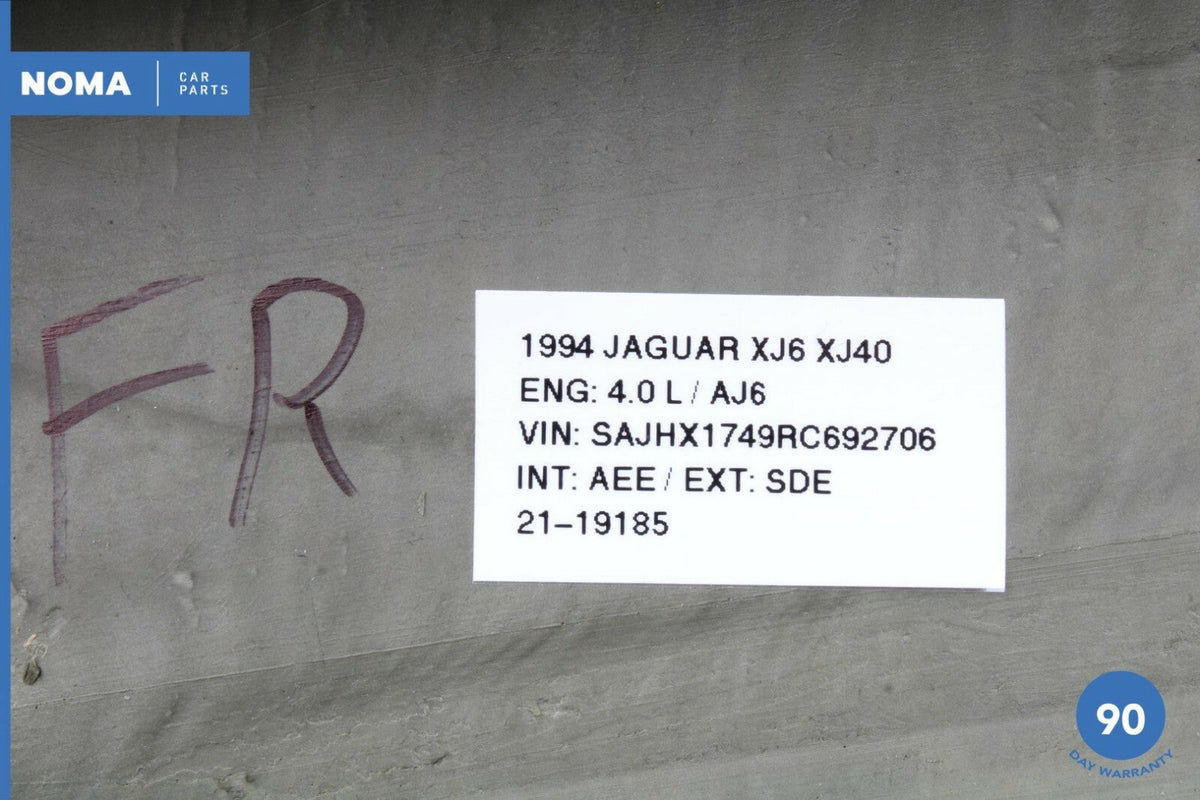 NOMA
CAR
PARTS
FR
1994 JAGUAR XJ6 XJ40
ENG: 4.0 L / AJ6
VIN: SAJHX1749RC692706
INT: AEE / EXT: SDE
21-19185
90
DAY WARRANTY